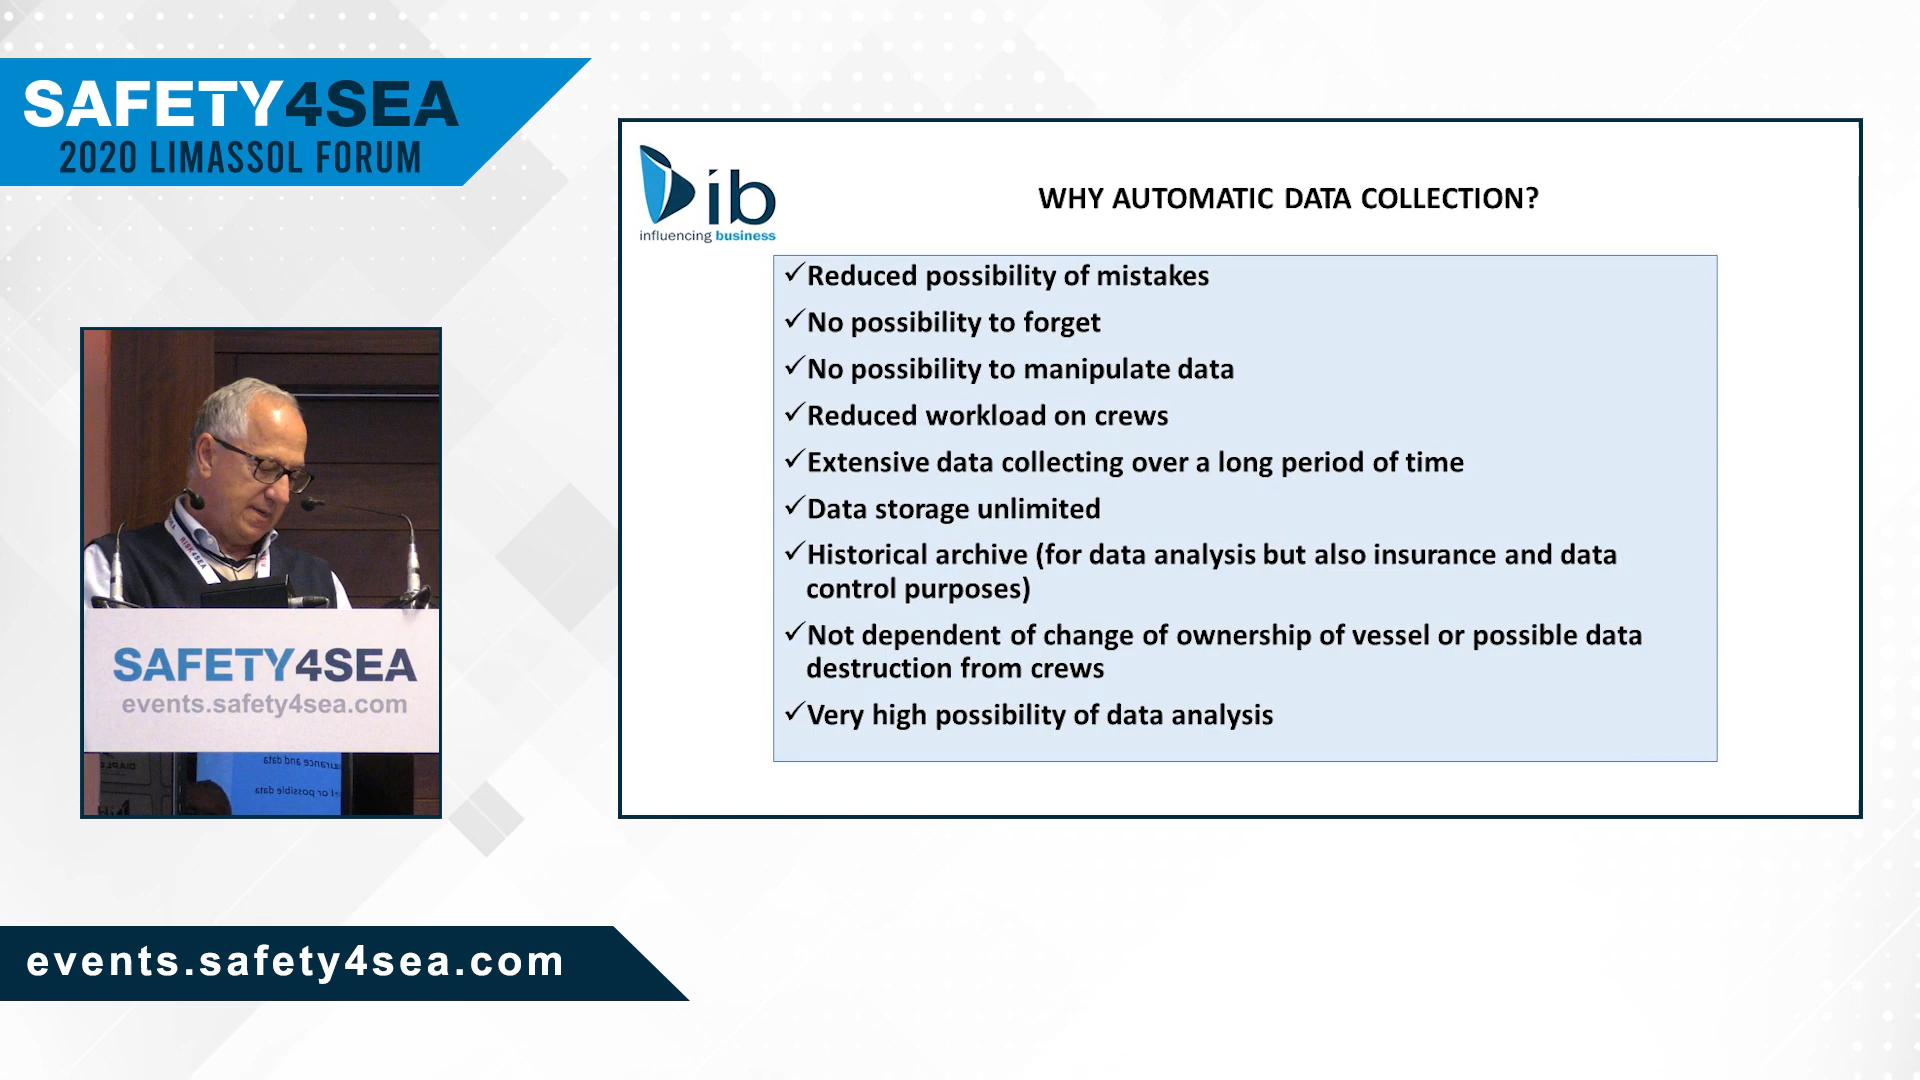 SAFETY4SEA
2020 LIMASSOL FORUM
ib
influencing business
WHY AUTOMATIC DATA COLLECTION?
✓Reduced possibility of mistakes
✓No possibility to forget
✓No possibility to manipulate data
✓Reduced workload on crews
✓Extensive data collecting over a long period of time
✓Data storage unlimited
✓Historical archive (for data analysis but also insurance and data
control purposes)
✓Not dependent of change of ownership of vessel or possible data
destruction from crews
✓Very high possibility of data analysis
RISK4SEA
SAFETY4SEA
events.safety4sea.com
events.safety4sea.com